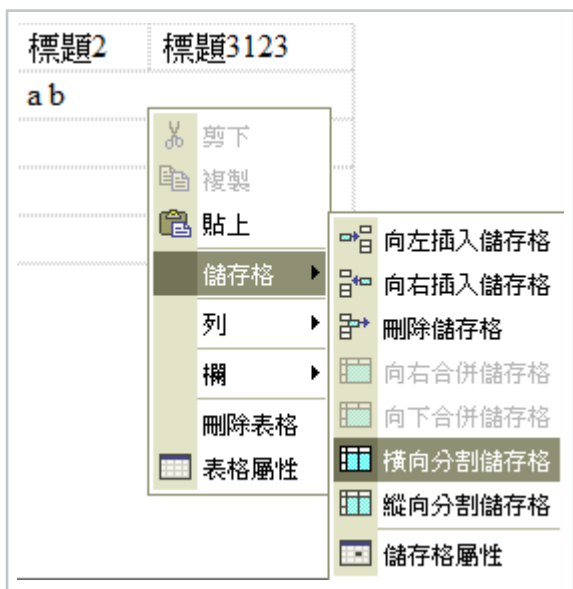 標題2 標題3123
a b
剪下
複製
貼上
儲存格
列
欄
刪除表格
表格屬性
向左插入儲存格
向右插入儲存格
刪除儲存格
向右合併儲存格
向下合併儲存格
橫向分割儲存格
縱向分割儲存格
儲存格屬性